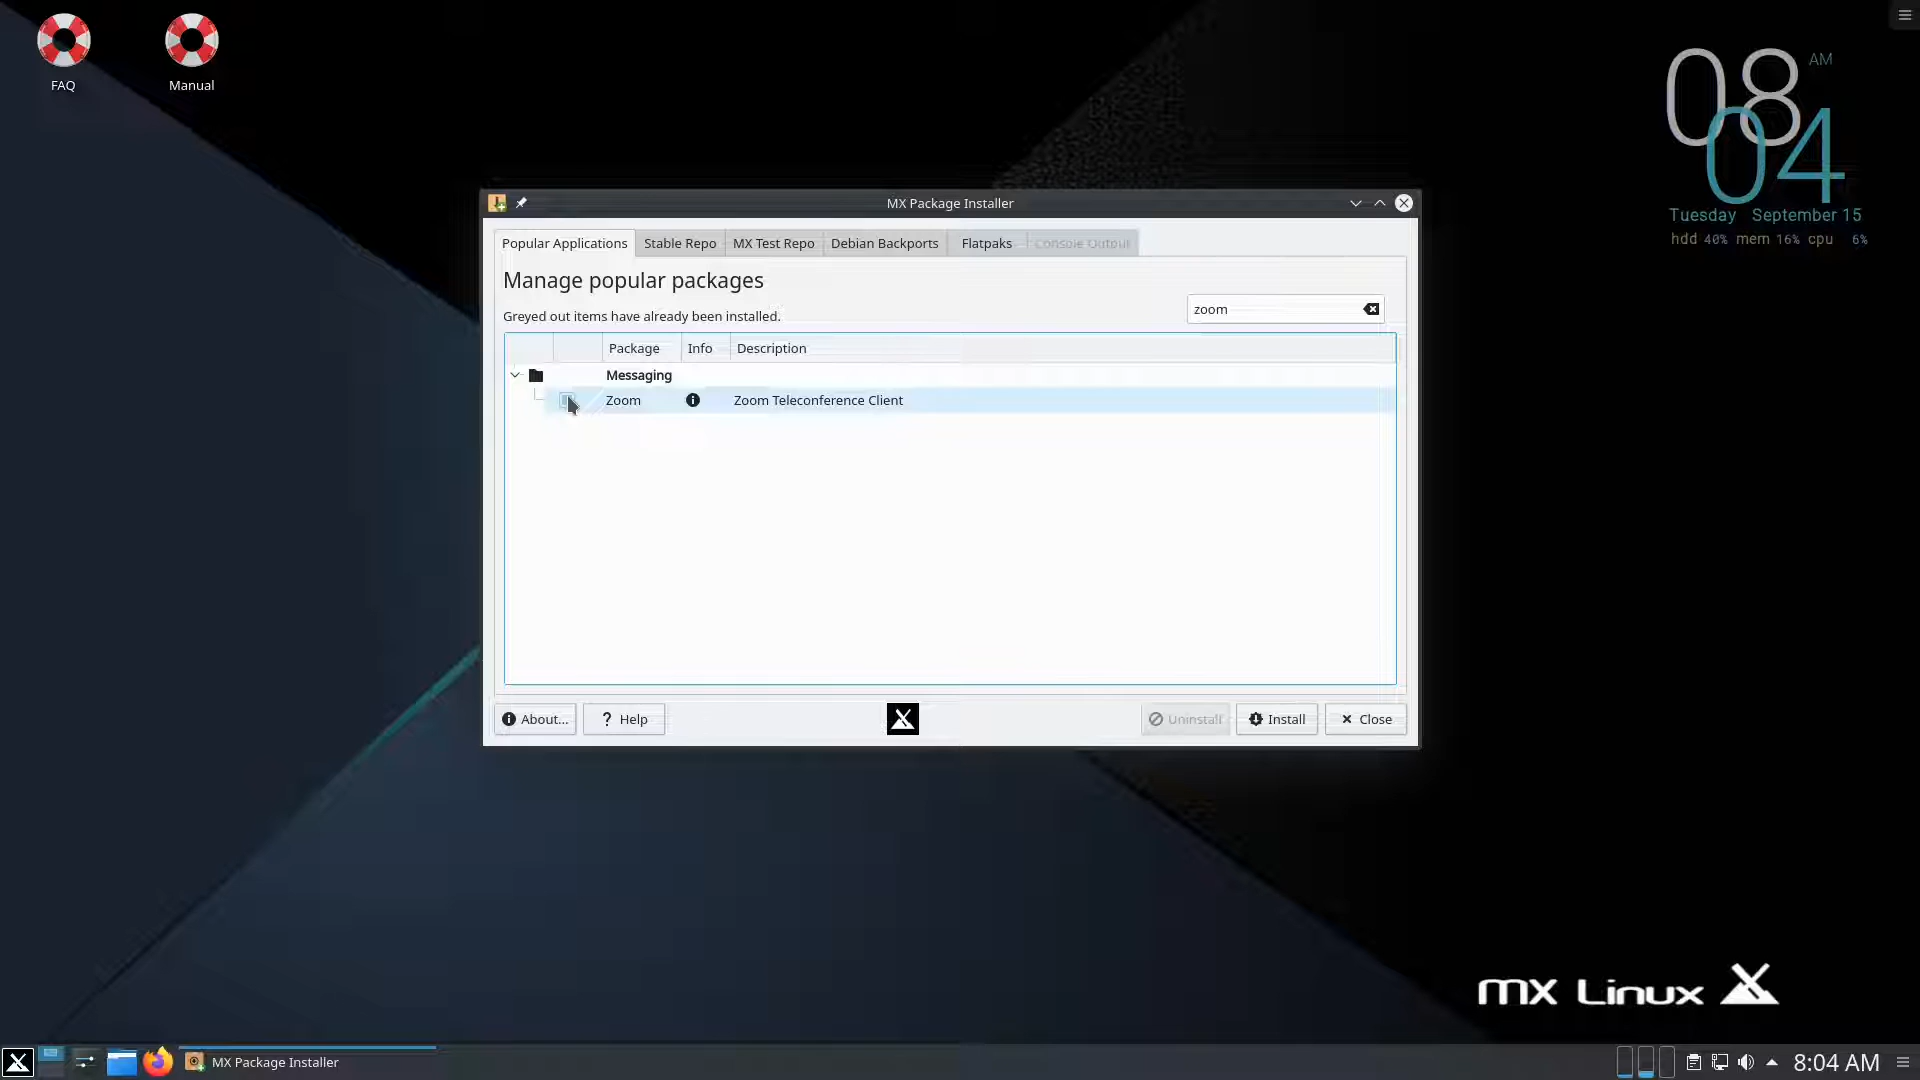 FAQ
Manual
08
AM
04
Tuesday September 15
hdd 40% mem 16% cpu 6%
MX Package Installer
Popular Applications
Stable Repo
MX Test Repo
Debian Backports
Flatpaks
Console Output
Manage popular packages
Greyed out items have already been installed.
zoom
Package Info Description
Messaging
Zoom Zoom Teleconference Client
About...
? Help
Uninstall
Install
Close
mx Linux
MX Package Installer
8:04 AM